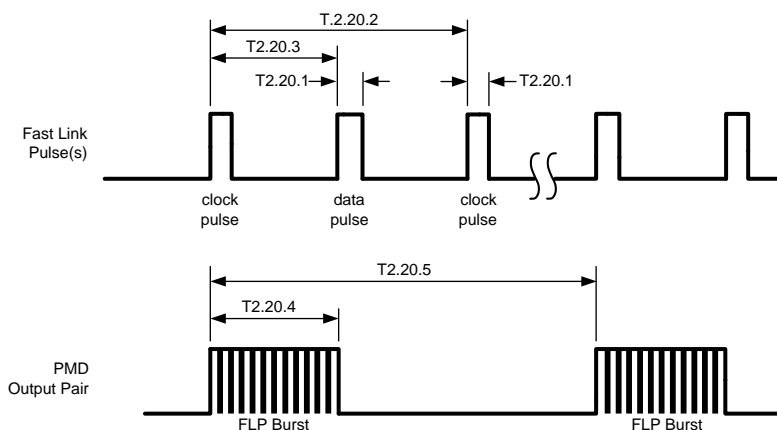 T.2.20.2
T2.20.3
T2.20.1
T2.20.1
Fast Link
Pulse(s)
clock
pulse
data
pulse
clock
pulse
T2.20.5
T2.20.4
PMD
Output Pair
FLP Burst
FLP Burst